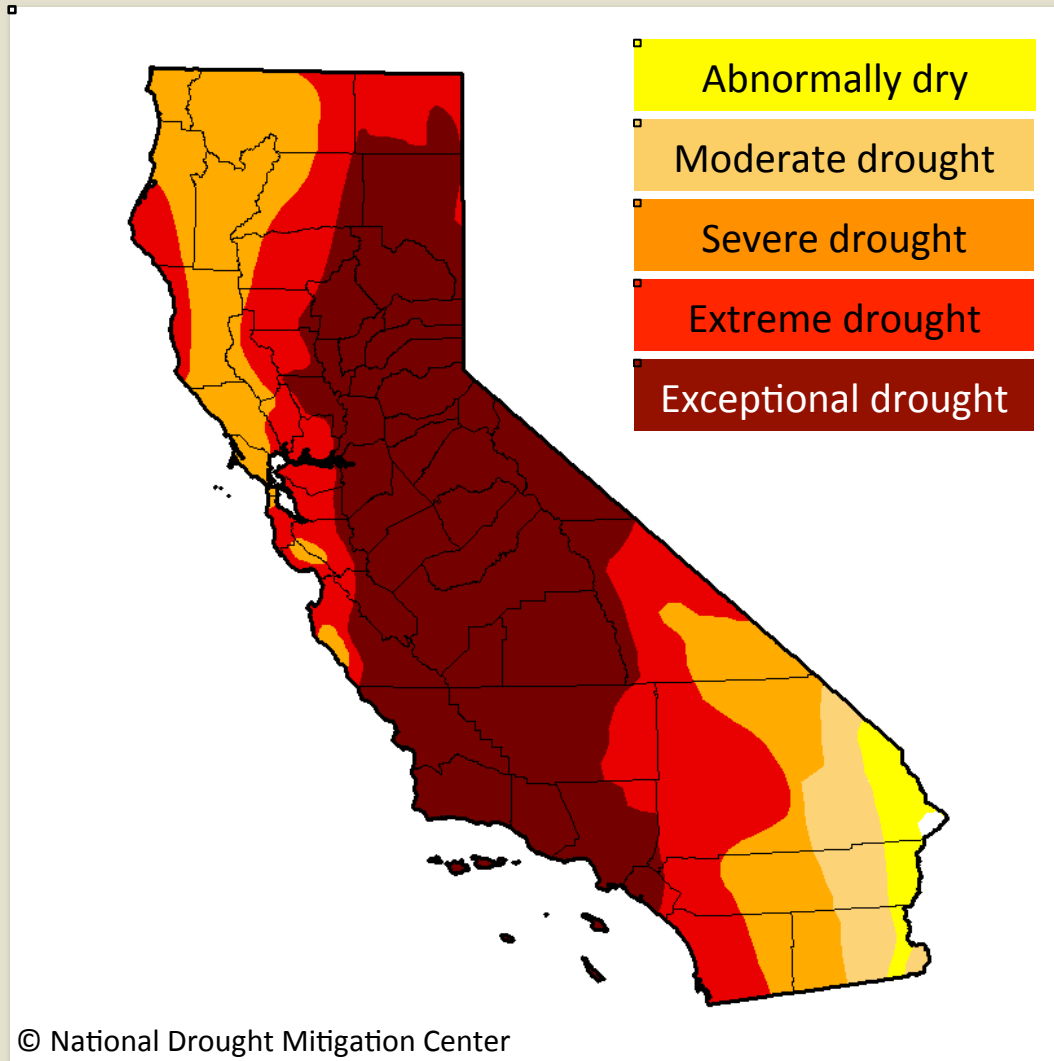 Abnormally dry
Moderate drought
Severe drought
Extreme drought
Exceptional drought
© National Drought Mitigation Center